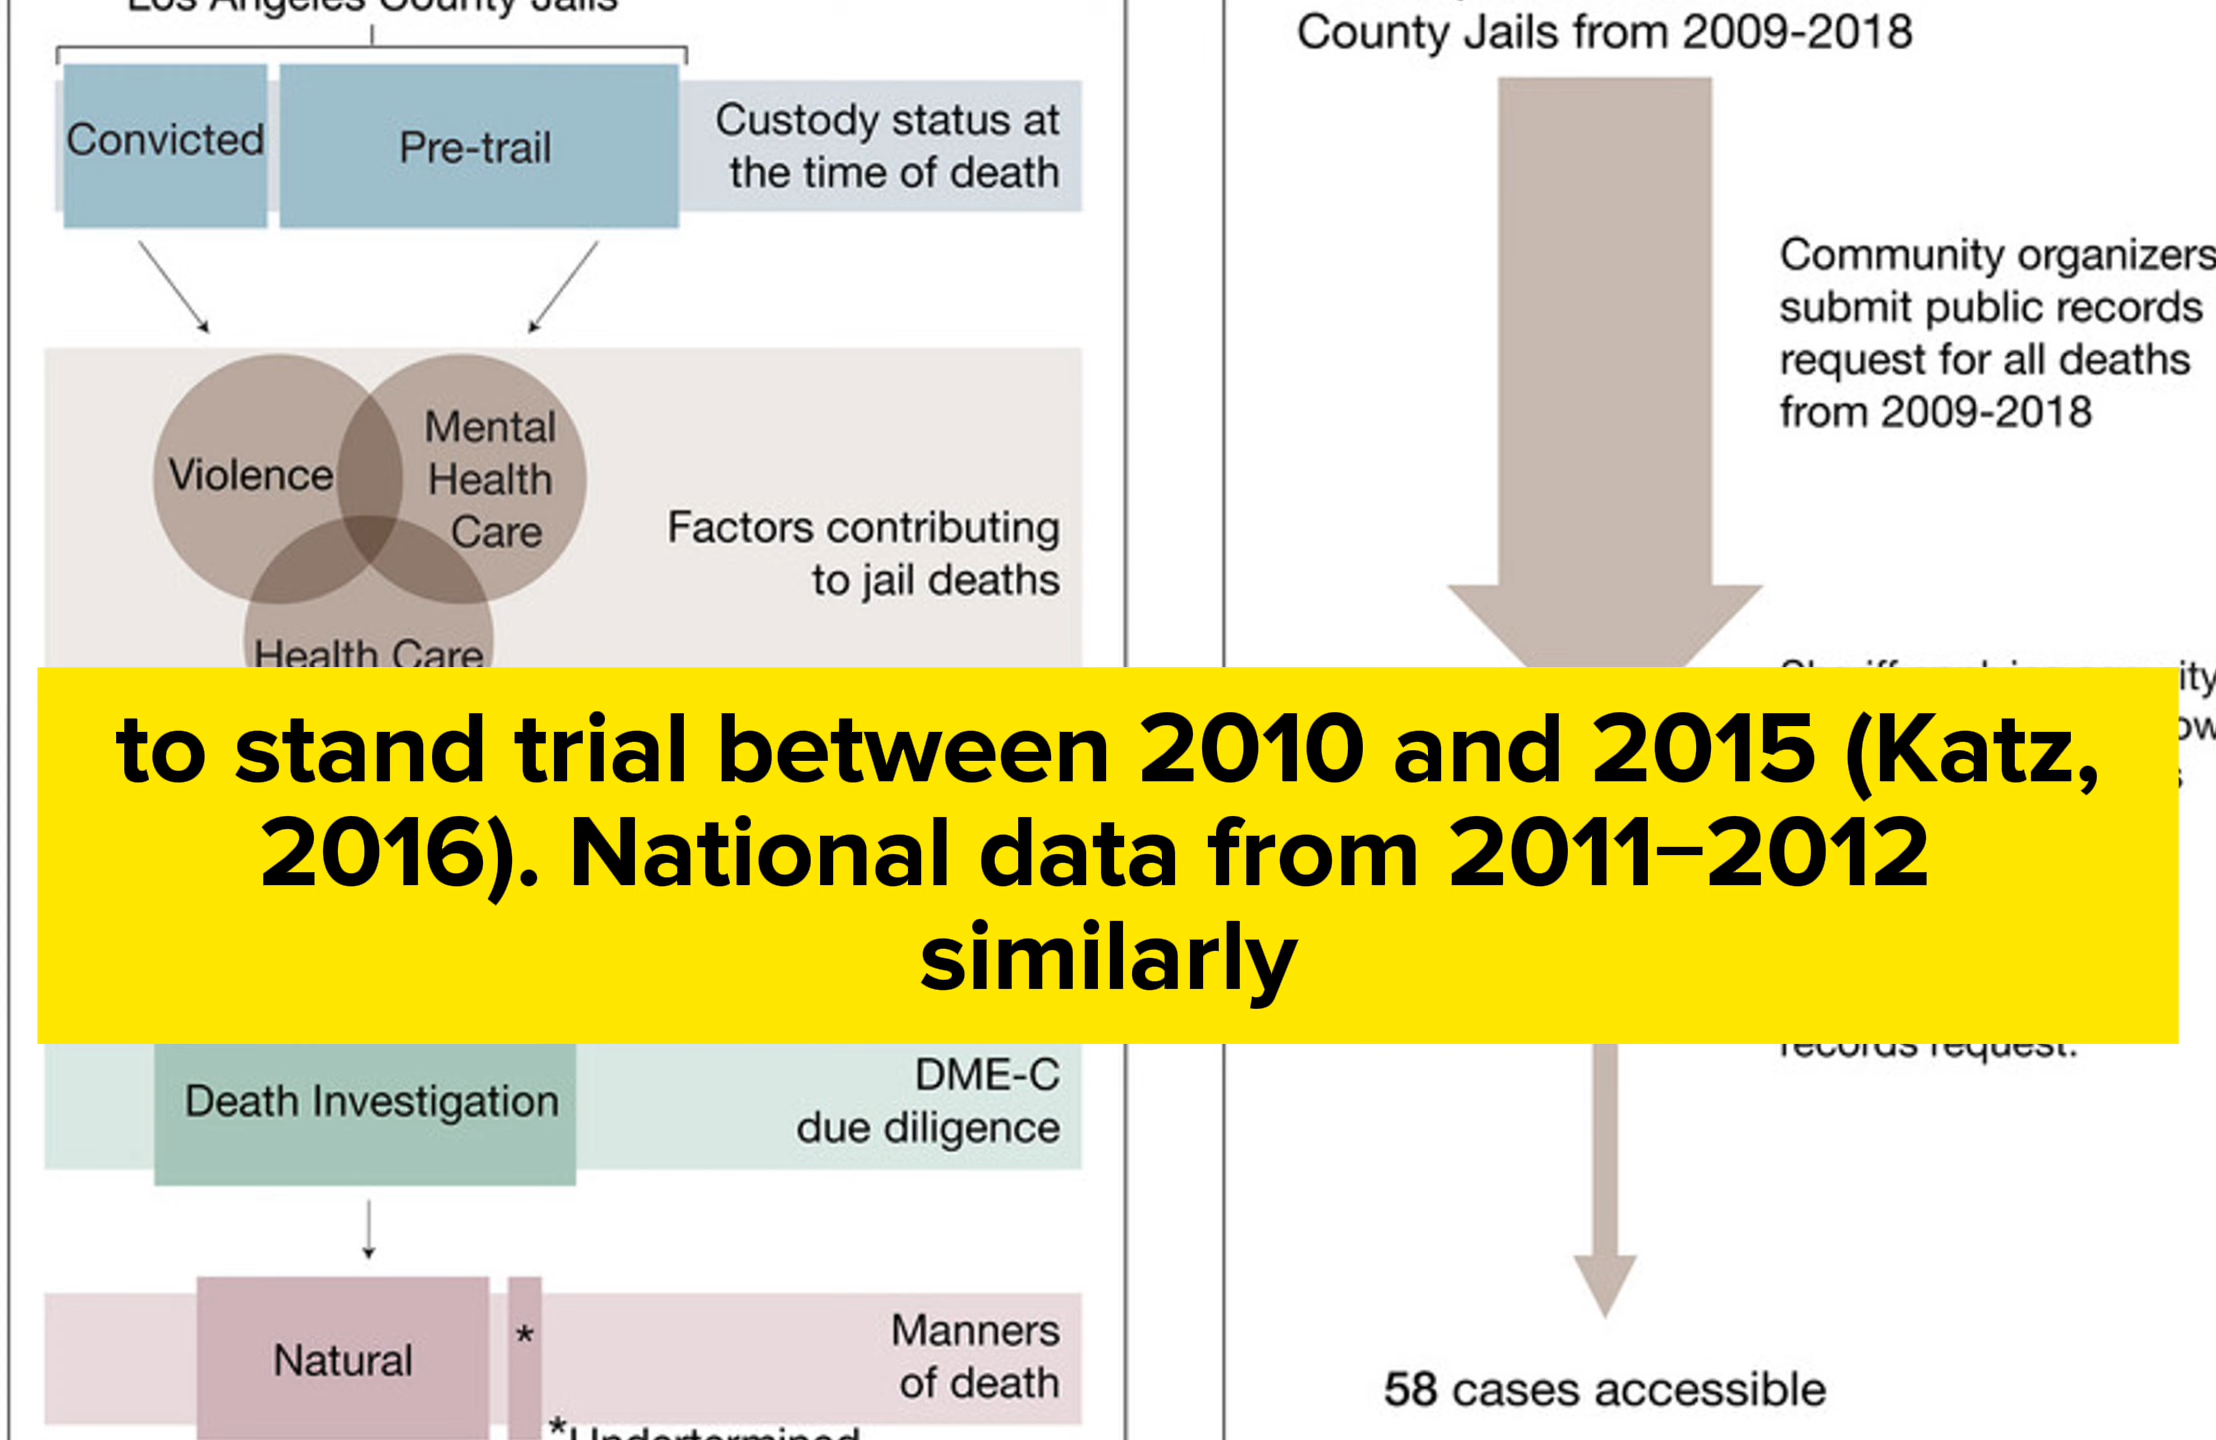 Los Angeles County Jails
Convicted
Pre-trail
Custody status at
the time of death
Violence
Mental
Health
Care
Health Care
Factors contributing
to jail deaths
County Jails from 2009-2018
Community organizers
submit public records
request for all deaths
from 2009-2018
to stand trial between 2010 and 2015 (Katz,
2016). National data from 2011–2012
similarly
records request.
Death Investigation
DME-C
due diligence
Natural
*
Manners
of death
*Undertermined
58 cases accessible